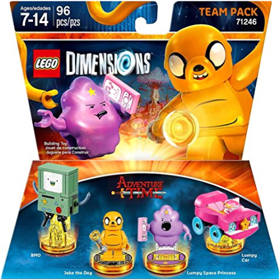 Ages/edades
7-14
96
pcs/pzs
LEGO DIMENSIONS
TEAM PACK
71246
Building Toy
Jouet de construction
Juguete para Construir
ADVENTURE TIME
BMO
Jake the Dog
Lumpy Space Princess
Lumpy Car